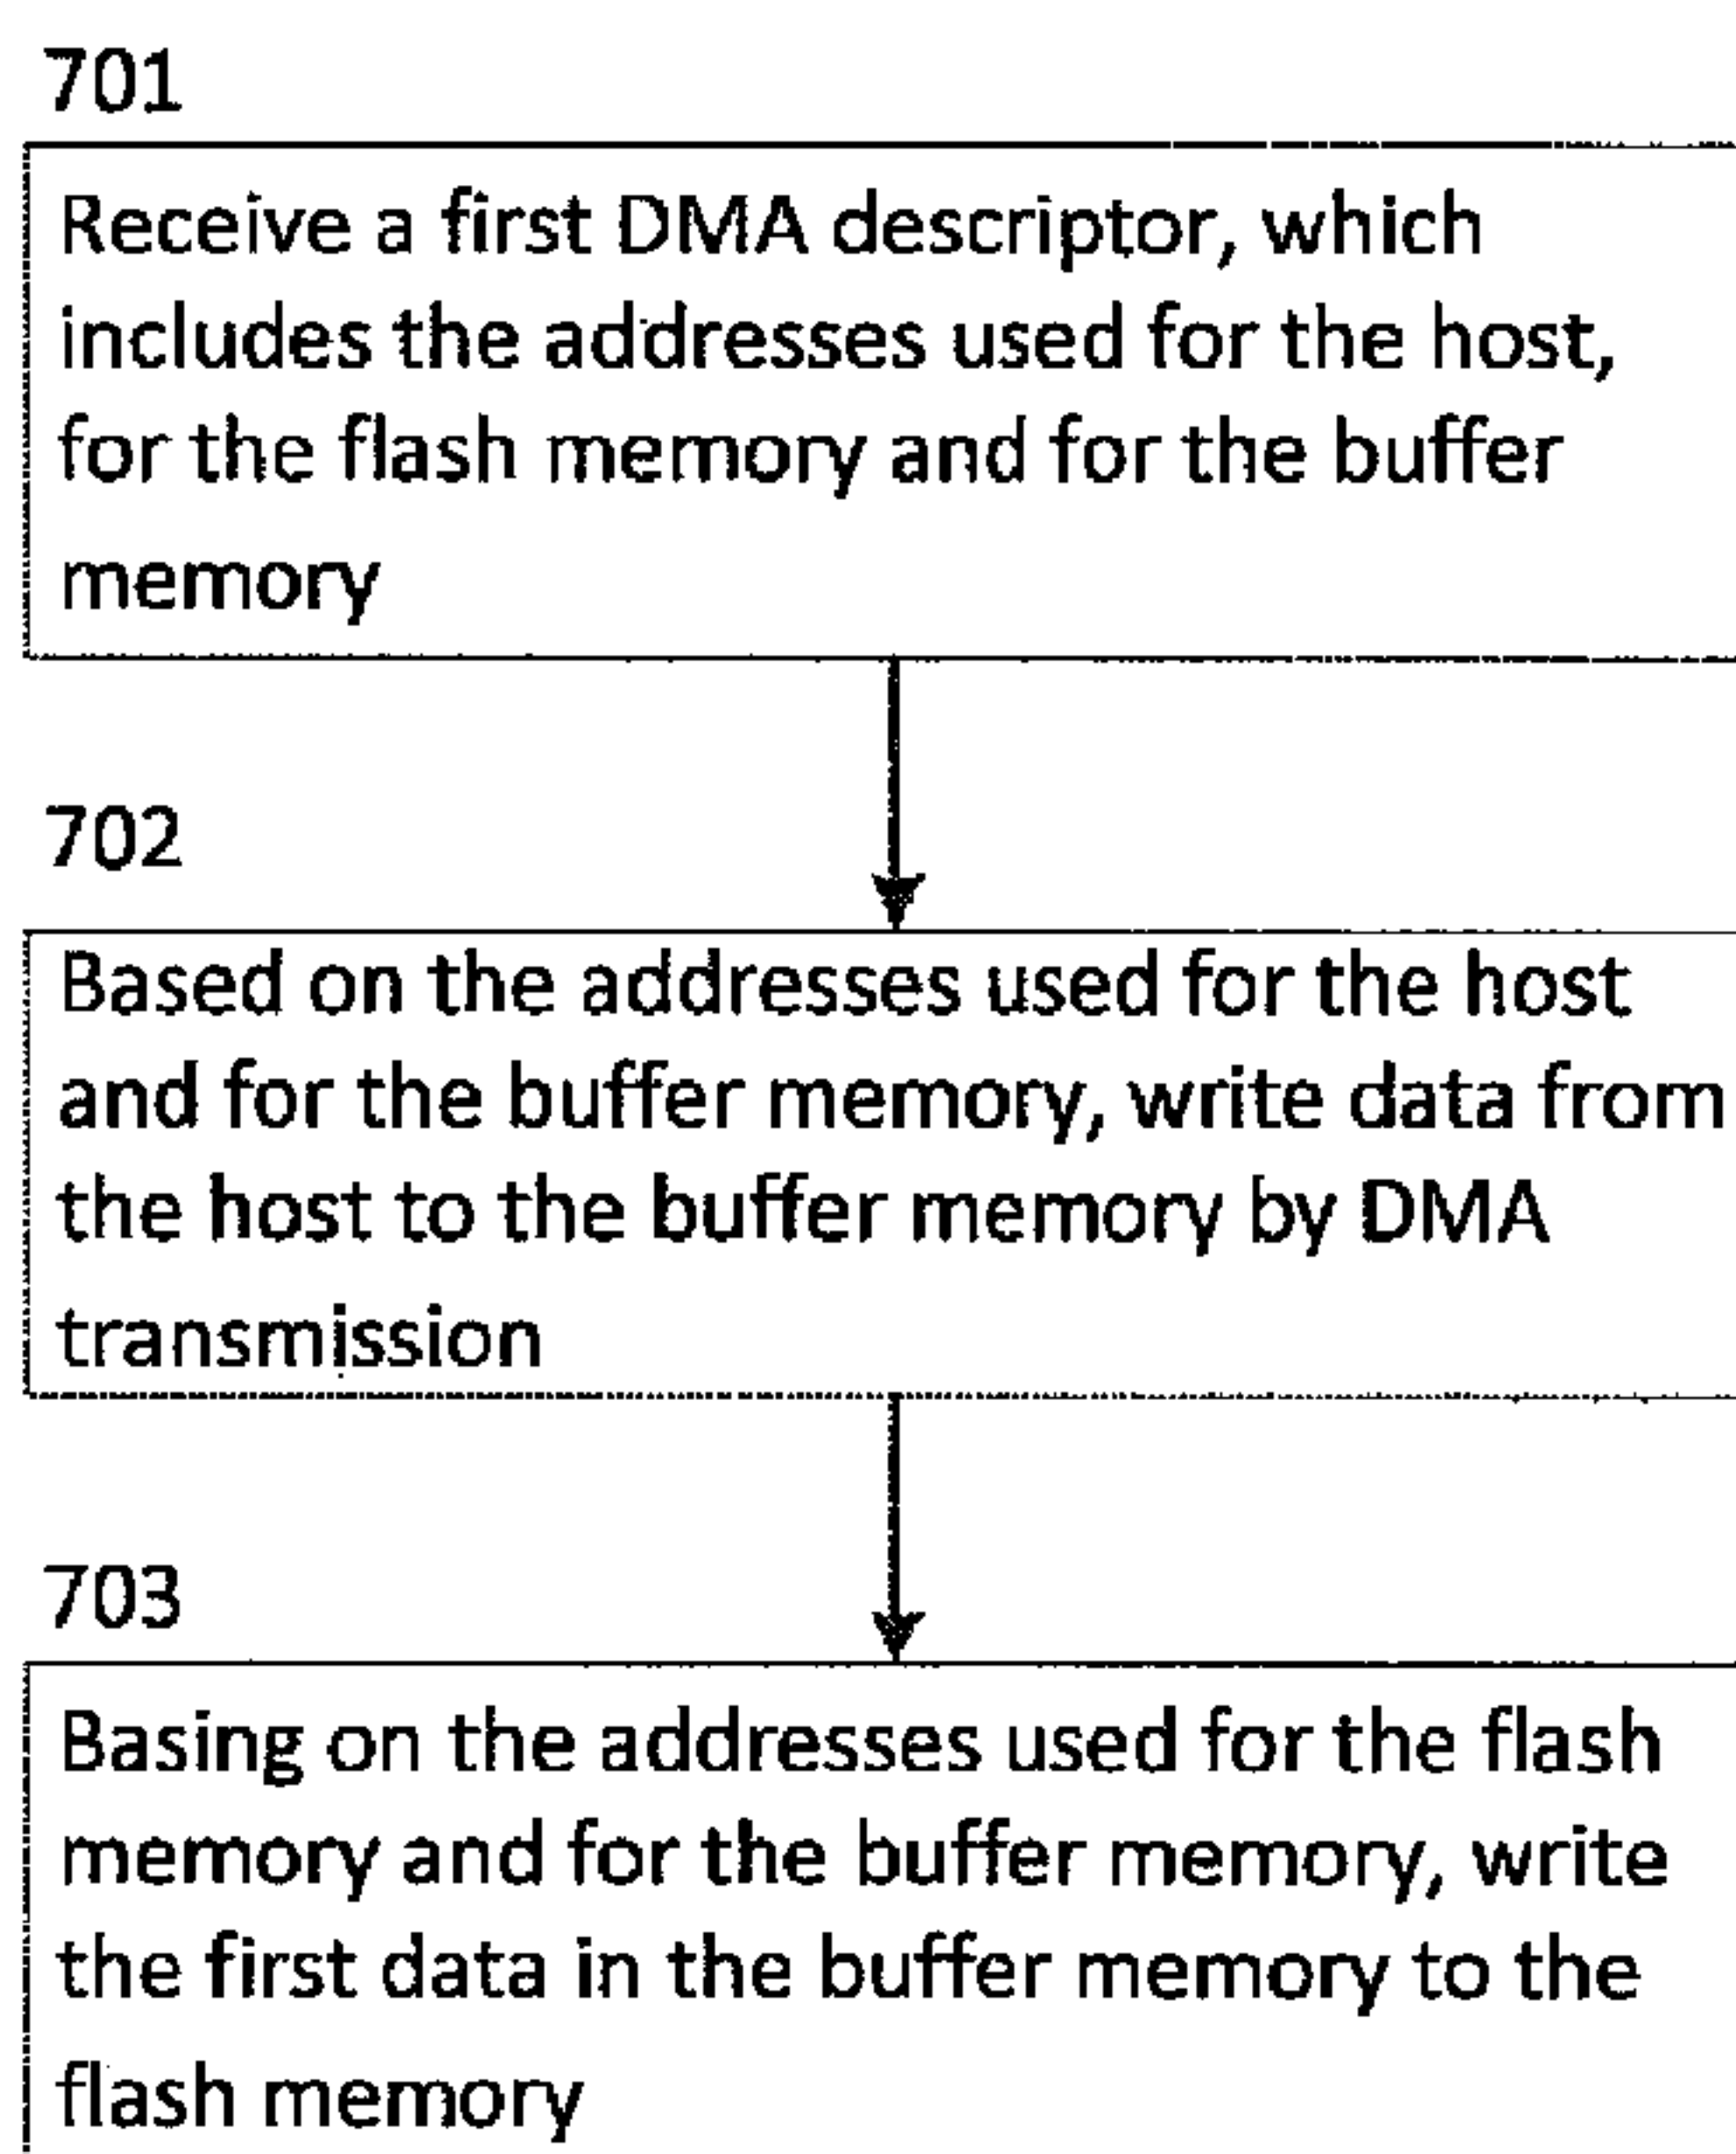 701
Receive a first DMA descriptor, which
includes the addresses used for the host,
for the flash memory and for the buffer
memory
702
Based on the addresses used for the host
and for the buffer memory, write data from
the host to the buffer memory by DMA
transmission
703
Basing on the addresses used for the flash
memory and for the buffer memory, write
the first data in the buffer memory to the
flash memory